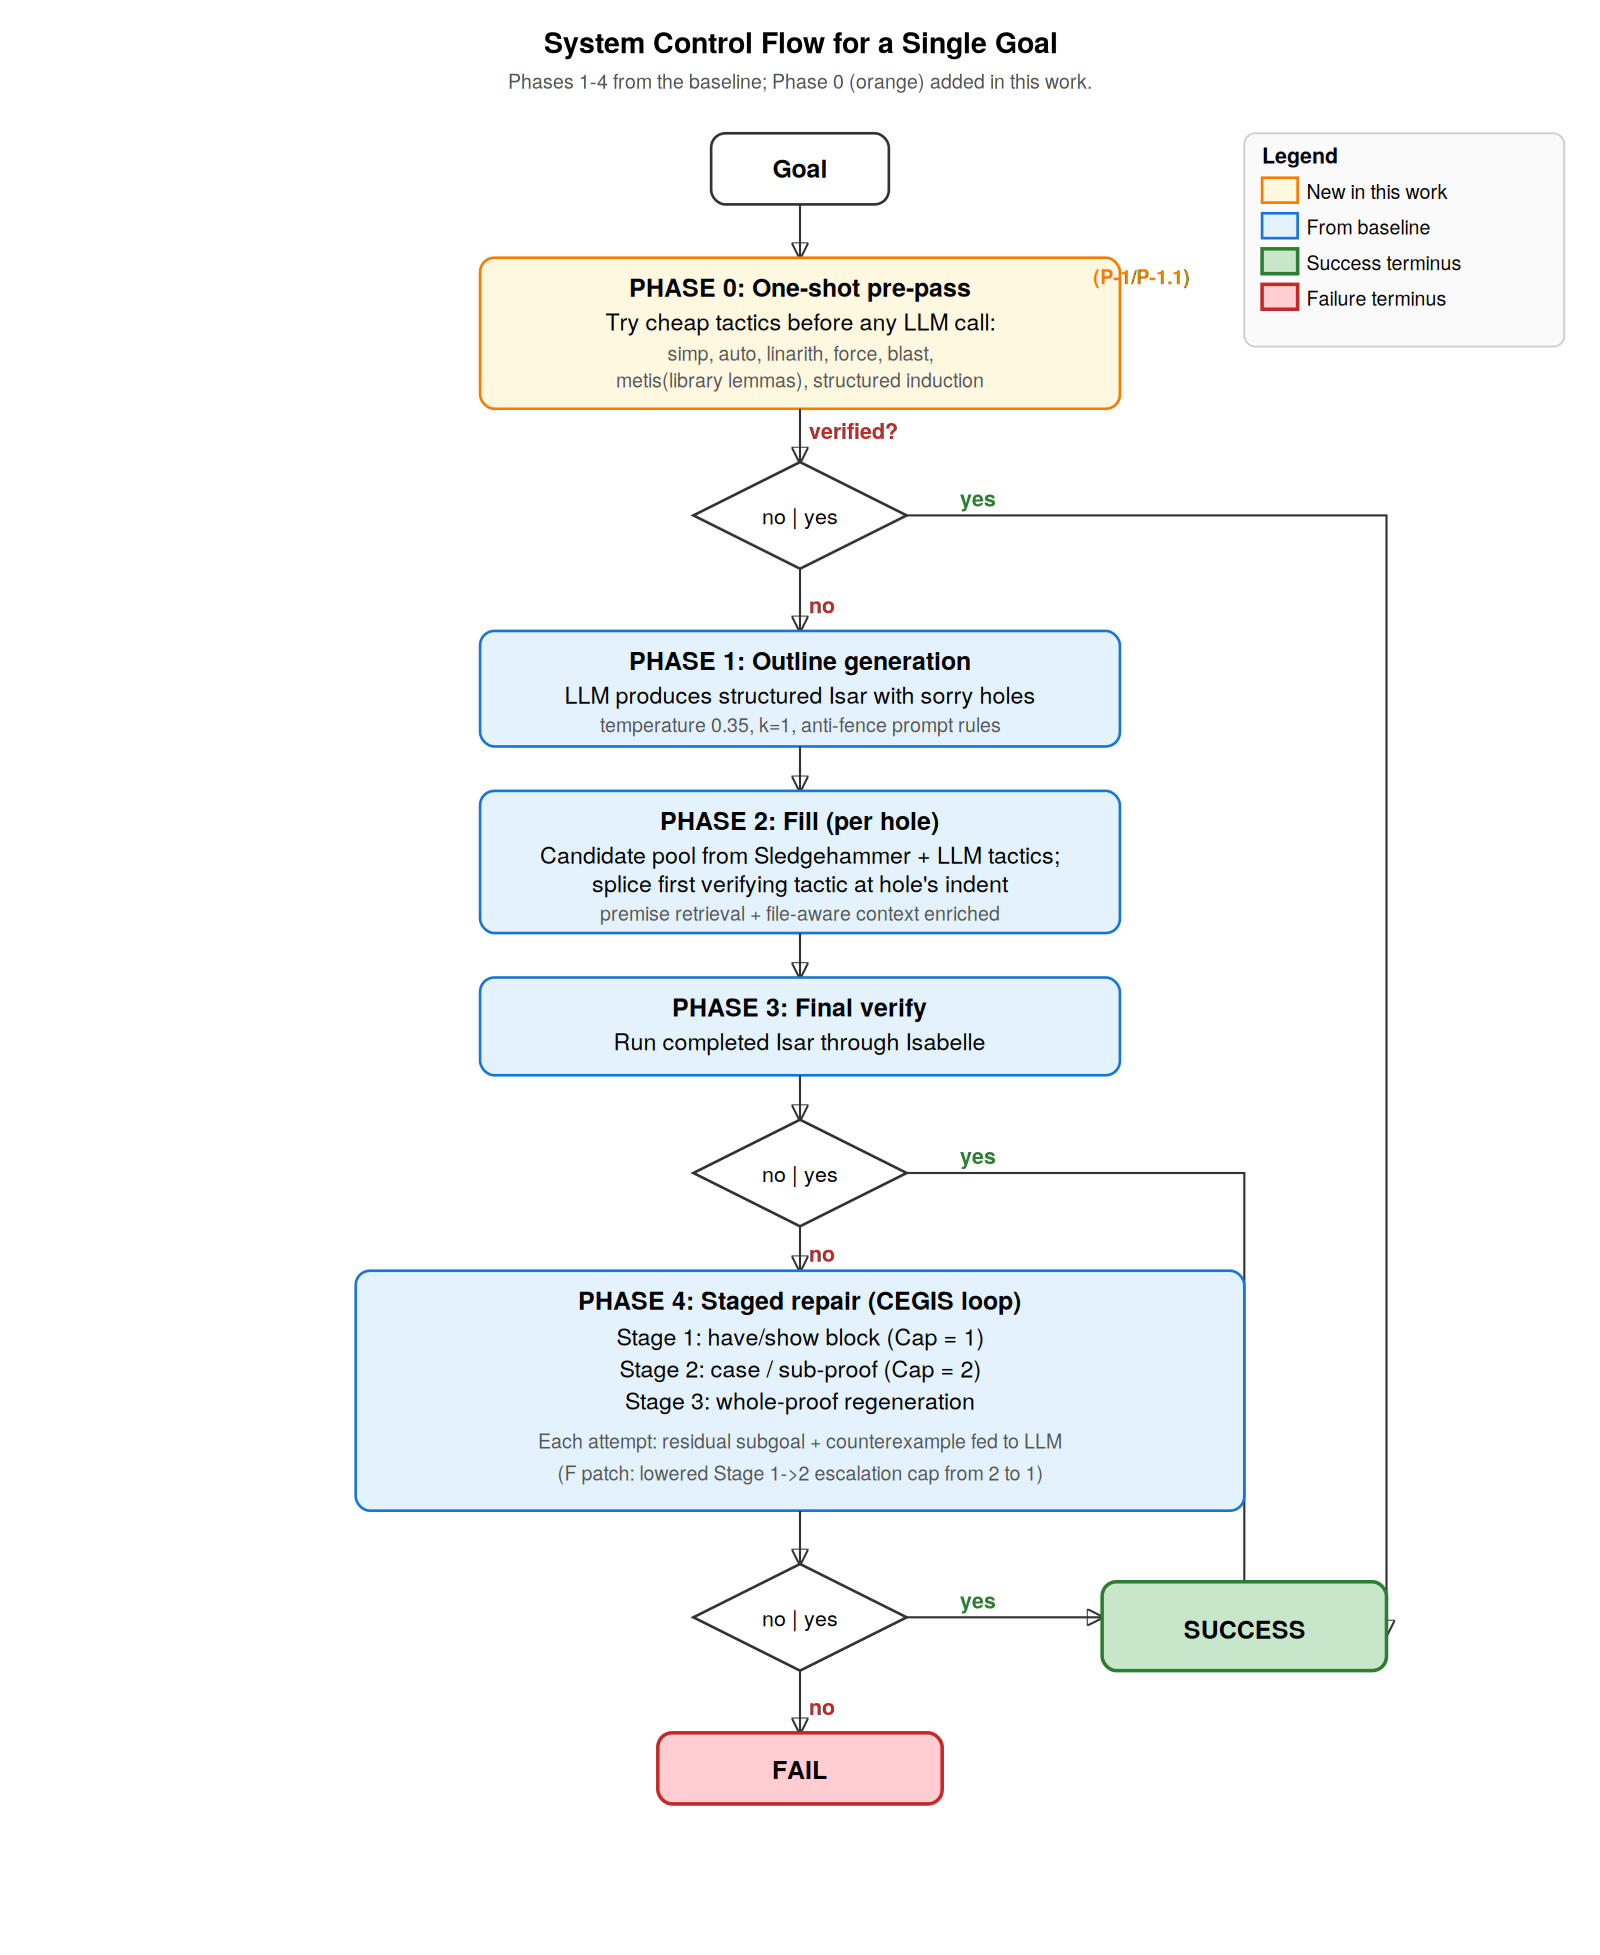 System Control Flow for a Single Goal
Phases 1-4 from the baseline; Phase 0 (orange) added in this work.
Goal
Legend
New in this work
From baseline
Success terminus
Failure terminus
(P-1/P-1.1)
PHASE 0: One-shot pre-pass
Try cheap tactics before any LLM call:
simp, auto, linarith, force, blast,
metis(library lemmas), structured induction
verified?
no | yes
yes
no
PHASE 1: Outline generation
LLM produces structured Isar with sorry holes
temperature 0.35, k=1, anti-fence prompt rules
PHASE 2: Fill (per hole)
Candidate pool from Sledgehammer + LLM tactics;
splice first verifying tactic at hole's indent
premise retrieval + file-aware context enriched
PHASE 3: Final verify
Run completed Isar through Isabelle
no | yes
yes
no
PHASE 4: Staged repair (CEGIS loop)
Stage 1: have/show block (Cap = 1)
Stage 2: case / sub-proof (Cap = 2)
Stage 3: whole-proof regeneration
Each attempt: residual subgoal + counterexample fed to LLM
(F patch: lowered Stage 1->2 escalation cap from 2 to 1)
no | yes
yes
SUCCESS
no
FAIL